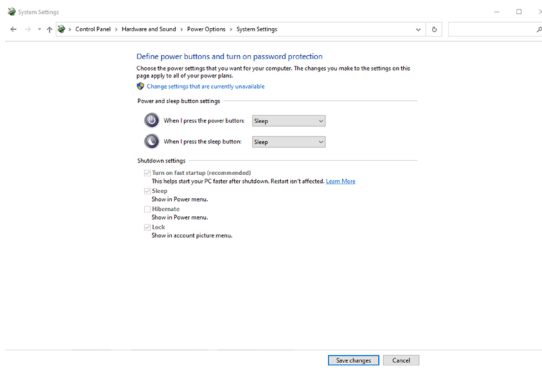 System Settings
Control Panel > Hardware and Sound > Power Options > System Settings
Define power buttons and turn on password protection
Choose the power settings that you want for your computer. The changes you make to the settings on this
page apply to all of your power plans.
Change settings that are currently unavailable
Power and sleep button settings
When I press the power button: Sleep
When I press the sleep button: Sleep
Shutdown settings
Turn on fast startup (recommended)
This helps start your PC faster after shutdown. Restart isn't affected. Learn More
Sleep
Show in Power menu.
Hibernate
Show in Power menu.
Lock
Show in account picture menu.
Save changes Cancel